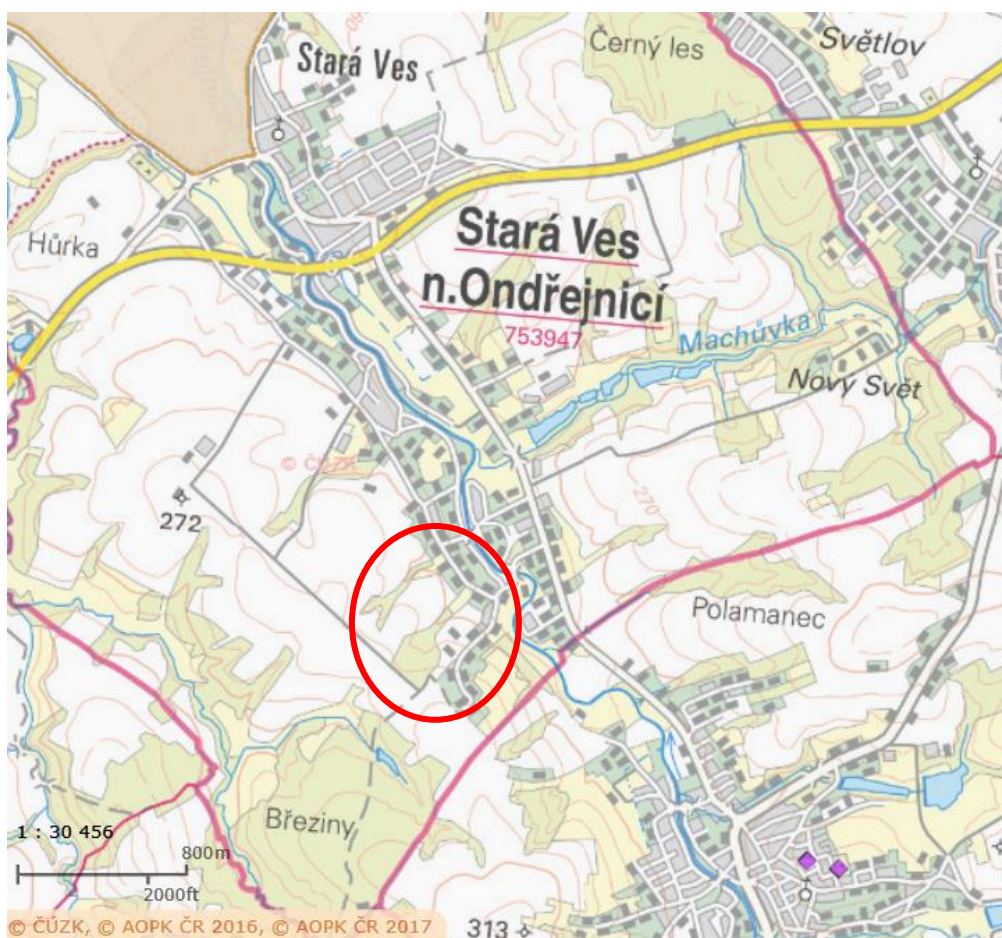 Stará Ves
Černý les
Světlov
Hůrka
Stará Ves
n.Ondřejnicí
753947
Machůvka
Nový Svět
© ČÚZK
272
270
Polamanec
Březiny
1 : 30 456
800m
2000ft
© ČÚZK, © AOPK ČR 2016, © AOPK ČR 2017
313